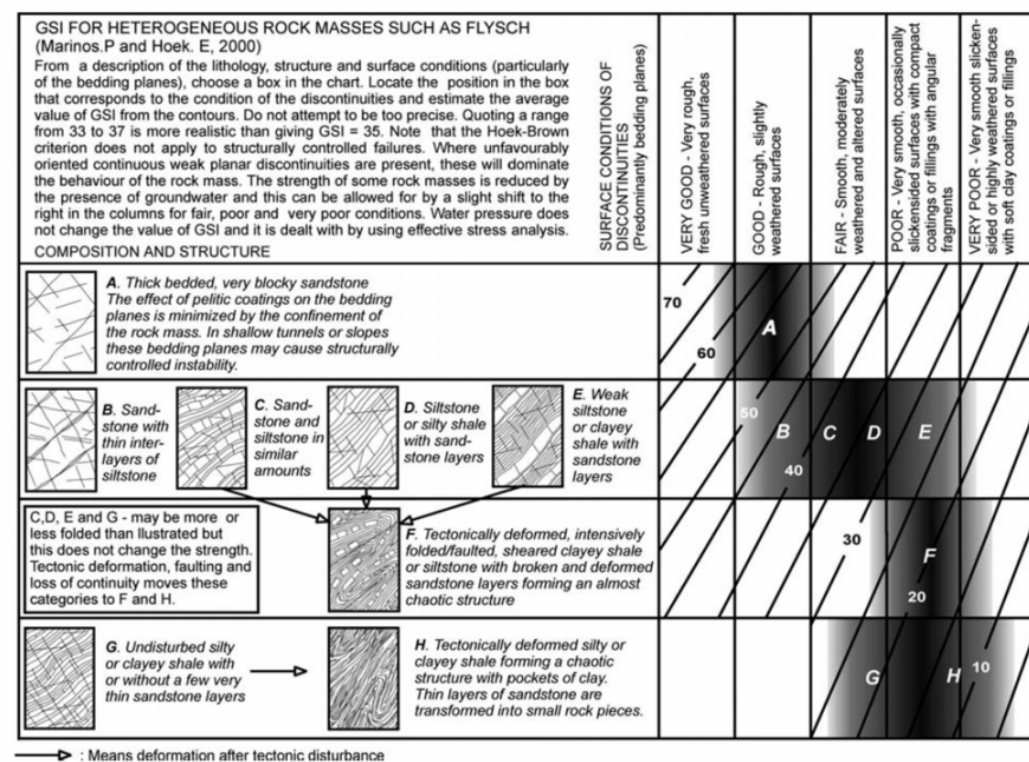 GSI FOR HETEROGENEOUS ROCK MASSES SUCH AS FLYSCH
(Marinos.P and Hoek. E, 2000)
From a description of the lithology, structure and surface conditions (particularly
of the bedding planes), choose a box in the chart. Locate the position in the box
that corresponds to the condition of the discontinuities and estimate the average
value of GSI from the contours. Do not attempt to be too precise. Quoting a range
from 33 to 37 is more realistic than giving GSI = 35. Note that the Hoek-Brown
criterion does not apply to structurally controlled failures. Where unfavourably
oriented continuous weak planar discontinuities are present, these will dominate
the behaviour of the rock mass. The strength of some rock masses is reduced by
the presence of groundwater and this can be allowed for by a slight shift to the
right in the columns for fair, poor and very poor conditions. Water pressure does
not change the value of GSI and it is dealt with by using effective stress analysis.
COMPOSITION AND STRUCTURE
SURFACE CONDITIONS OF
DISCONTINUITIES
(Predominantly bedding planes)
VERY GOOD - Very rough,
fresh unweathered surfaces
GOOD - Rough, slightly
weathered surfaces
FAIR - Smooth, moderately
weathered and altered surfaces
POOR - Very smooth, occasionally
slickensided surfaces with compact
coatings or fillings with angular
fragments
VERY POOR - Very smooth slicken-
sided or highly weathered surfaces
with soft clay coatings or fillings
A. Thick bedded, very blocky sandstone
The effect of pelitic coatings on the bedding
planes is minimized by the confinement of
the rock mass. In shallow tunnels or slopes
these bedding planes may cause structurally
controlled instability.
70
60
A
B. Sand-
stone with
thin inter-
layers of
siltstone
C. Sand-
stone and
siltstone in
similar
amounts
D. Siltstone
or silty shale
with sand-
stone layers
E. Weak
siltstone
or clayey
shale with
sandstone
layers
50
B C D E
40
C,D, E and G - may be more or
less folded than llustrated but
this does not change the strength.
Tectonic deformation, faulting and
loss of continuity moves these
categories to F and H.
F. Tectonically deformed, intensively
folded/faulted, sheared clayey shale
or siltstone with broken and deformed
sandstone layers forming an almost
chaotic structure
30
F
20
G. Undisturbed silty
or clayey shale with
or without a few very
thin sandstone layers
H. Tectonically deformed silty or
clayey shale forming a chaotic
structure with pockets of clay.
Thin layers of sandstone are
transformed into small rock pieces.
G H 10
: Means deformation after tectonic disturbance